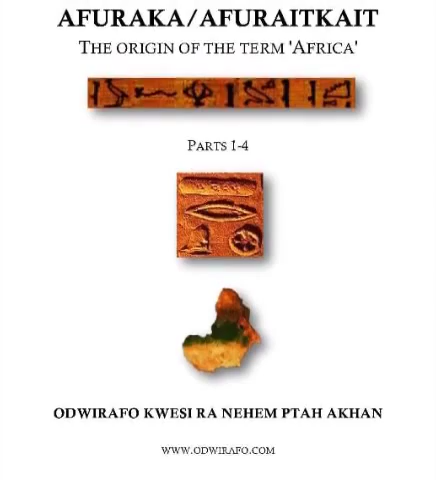 AFURAKA/AFURAITKAIT
THE ORIGIN OF THE TERM 'AFRICA'
PARTS 1-4
ODWIRAFO KWESI RA NEHEM PTAH AKHAN
WWW.ODWIRAFO.COM